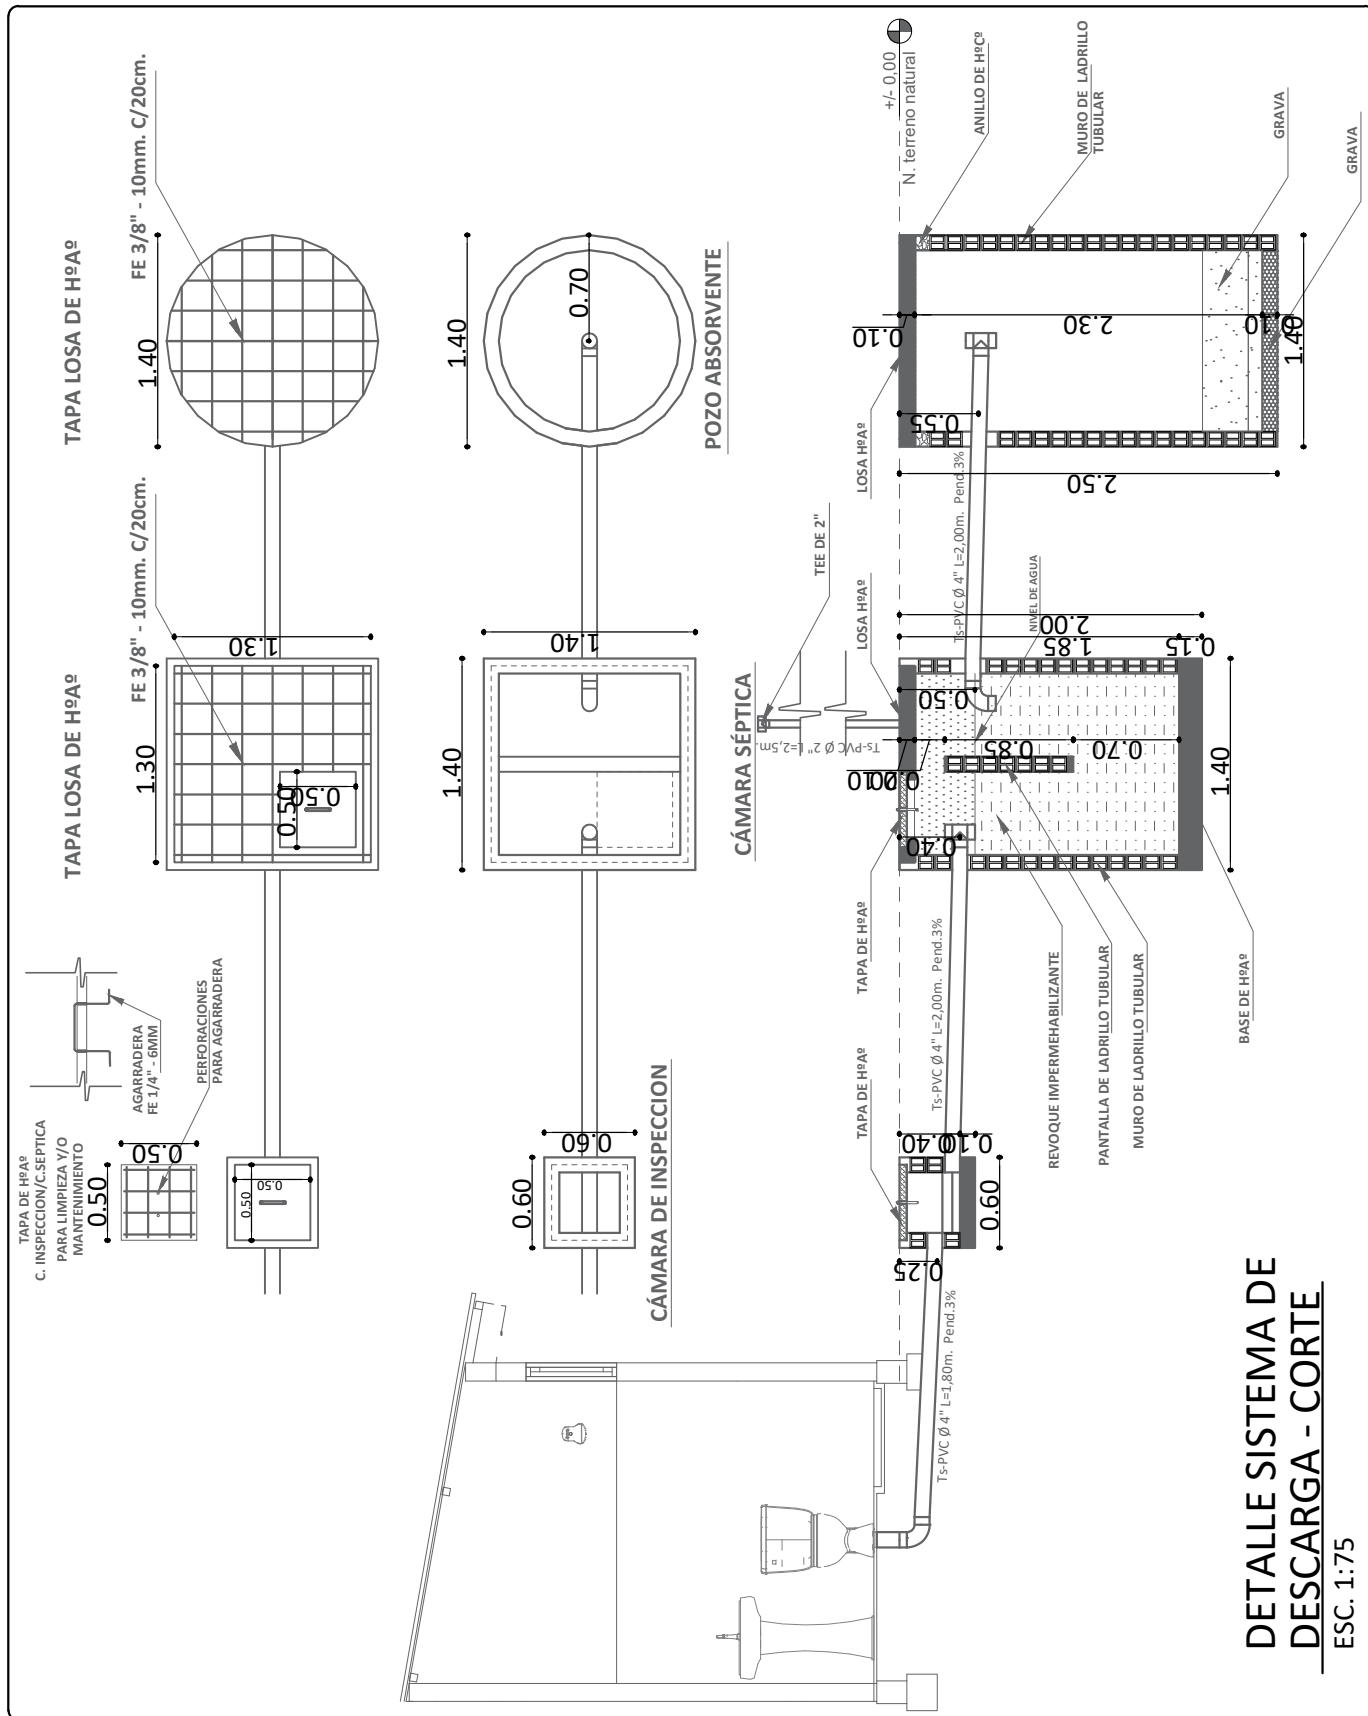 TAPA DE HºAº
C. INSPECCION/C.SEPTICA
PARA LIMPIEZA Y/O
MANTENIMIENTO
0.50
0.50
AGARRADERA
FE 1/4" - 6MM
PERFORACIONES
PARA AGARRADERA
0.50
0.50
TAPA LOSA DE HºAº
FE 3/8" - 10mm. C/20cm.
1.30
1.30
0.50
0.50
TAPA LOSA DE HºAº
FE 3/8" - 10mm. C/20cm.
1.40
0.60
0.60
CÁMARA DE INSPECCION
1.40
1.40
CÁMARA SÉPTICA
1.40
0.70
POZO ABSORVENTE
TEE DE 2"
Ts-PVC Ø 2" L=2,5m.
TAPA DE HºAº
TAPA DE HºAº
LOSA HºAº
LOSA HºAº
+/- 0,00
N. terreno natural
ANILLO DE HºCº
MURO DE LADRILLO
TUBULAR
GRAVA
GRAVA
Ts-PVC Ø 4" L=1,80m. Pend.3%
0.25
0.40
0.10
0.60
Ts-PVC Ø 4" L=2,00m. Pend.3%
0.40
0.10
0.20
0.85
0.70
0.50
1.85
0.15
2.00
1.40
NIVEL DE AGUA
Ts-PVC Ø 4" L=2,00m. Pend.3%
0.55
0.10
2.30
0.10
2.50
1.40
REVOQUE IMPERMEHABILIZANTE
PANTALLA DE LADRILLO TUBULAR
MURO DE LADRILLO TUBULAR
BASE DE HºAº
DETALLE SISTEMA DE
DESCARGA - CORTE
ESC. 1:75